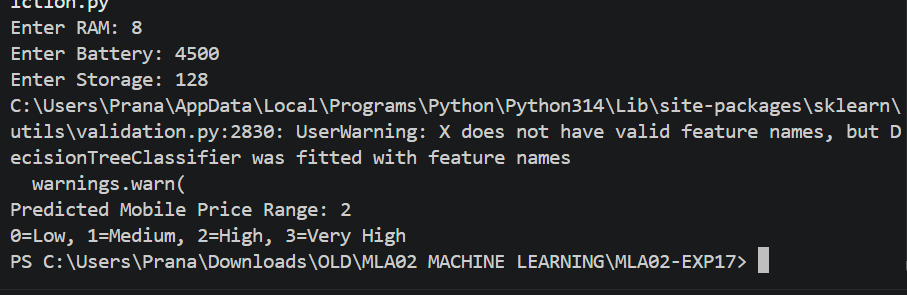 iction.py
Enter RAM: 8
Enter Battery: 4500
Enter Storage: 128
C:\Users\Prana\AppData\Local\Programs\Python\Python314\Lib\site-packages\sklearn\
utils\validation.py:2830: UserWarning: X does not have valid feature names, but D
ecisionTreeClassifier was fitted with feature names
  warnings.warn(
Predicted Mobile Price Range: 2
0=Low, 1=Medium, 2=High, 3=Very High
PS C:\Users\Prana\Downloads\OLD\MLA02 MACHINE LEARNING\MLA02-EXP17>